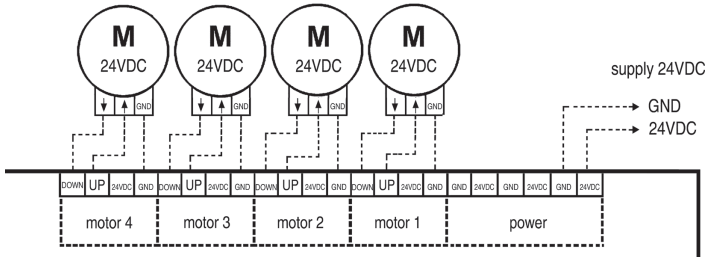 M M M M
24VDC 24VDC 24VDC 24VDC
supply 24VDC
GND GND GND GND
GND
24VDC
DOWN UP 24VDC GND DOWN UP 24VDC GND DOWN UP 24VDC GND DOWN UP 24VDC GND GND 24VDC GND 24VDC GND 24VDC
motor 4 motor 3 motor 2 motor 1 power